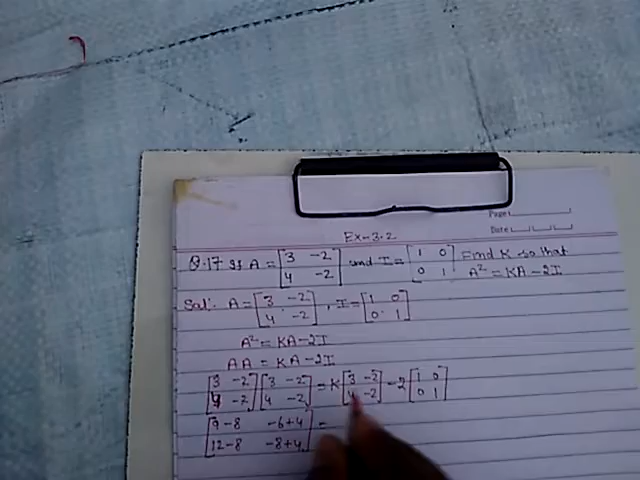 Page:
Date:
Ex-3.2
Q.17 If A = [3 -2 4 -2] and I = [1 0 0 1] Find K so that
A² = KA - 2I
Sol: A = [3 -2 4 -2], I = [1 0 0 1]
A² = KA - 2I
AA = KA - 2I
[3 -2 4 -2] [3 -2 4 -2] = K [3 -2 4 -2] - 2 [1 0 0 1]
[9-8 -6+4 12-8 -8+4] =